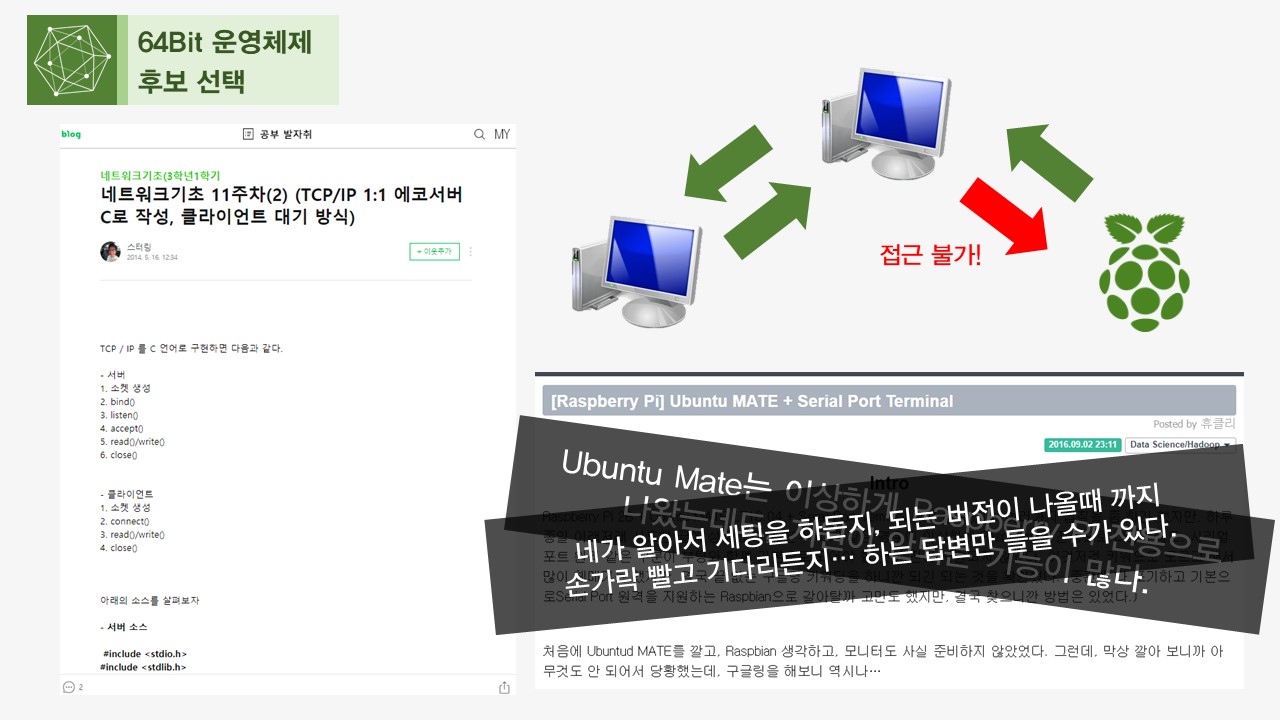 64Bit 운영체제
후보 선택
blog
공부 발자취
MY
네트워크기초(3학년1학기
네트워크기초 11주차(2) (TCP/IP 1:1 에코서버
C로 작성, 클라이언트 대기 방식)
스터링
2014. 5. 16. 12:34
+ 이웃추가
TCP / IP 를 C 언어로 구현하면 다음과 같다.
- 서버
1. 소켓 생성
2. bind()
3. listen()
4. accept()
5. read()/write()
6. close()
- 클라이언트
1. 소켓 생성
2. connect()
3. read()/write()
4. close()
아래의 소스를 살펴보자
- 서버 소스
#include <stdio.h>
#include <stdlib.h>
2
접근 불가!
[Raspberry Pi] Ubuntu MATE + Serial Port Terminal
Posted by 휴클리
2016.09.02 23:11
Data Science/Hadoop
Intro
Ubuntu Mate는 이상하게 Raspberry Pi 전용으로
나왔는데도 기능이 많다.
네가 알아서 세팅을 하든지, 되는 버전이 나올때 까지
손가락 빨고 기다리든지… 하는 답변만 들을 수가 있다.
로Serial Port 원격을 지원하는 Raspbian으로 갈아탈까 고민도 했지만, 결국 찾으니깐 방법은 있었다.)
처음에 Ubuntud MATE를 깔고, Raspbian 생각하고, 모니터도 사실 준비하지 않았었다. 그런데, 막상 깔아 보니까 아
무것도 안 되어서 당황했는데, 구글링을 해보니 역시나…